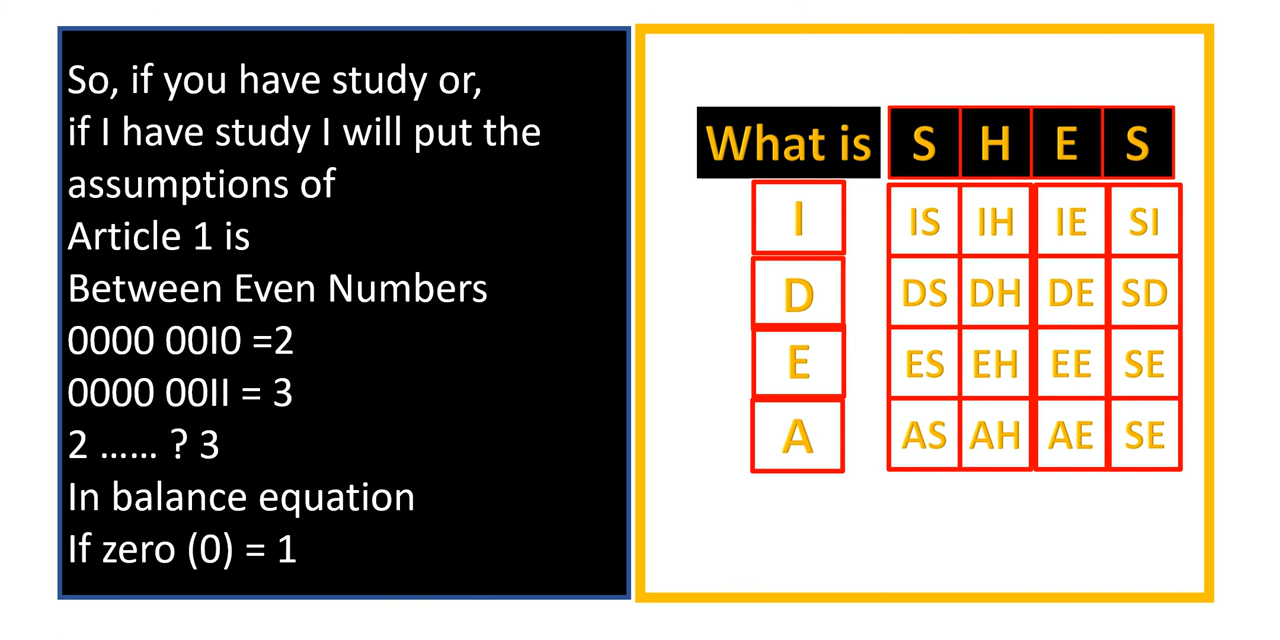 So, if you have study or,
if I have study I will put the
assumptions of
Article 1 is
Between Even Numbers
0000 00I0 =2
0000 00II = 3
2 ...... ? 3
In balance equation
If zero (0) = 1
What is S H E S
I IS IH IE SI
D DS DH DE SD
E ES EH EE SE
A AS AH AE SE